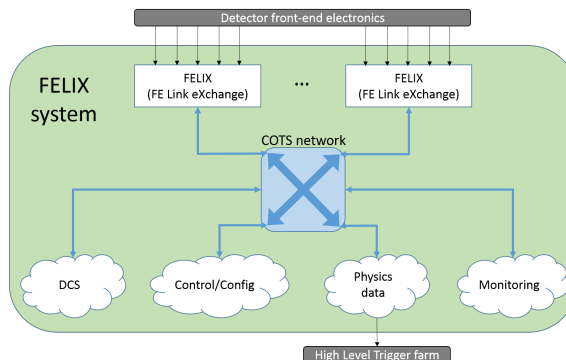 Detector front-end electronics
FELIX
system
FELIX
(FE Link eXchange)
...
FELIX
(FE Link eXchange)
COTS network
DCS
Control/Config
Physics
data
Monitoring
High Level Trigger farm